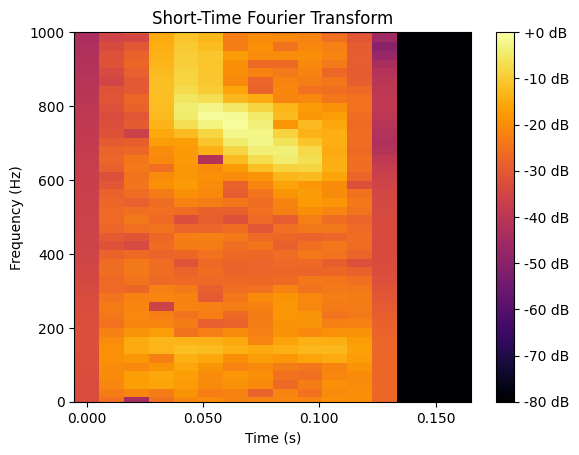 Short-Time Fourier Transform
1000
800
600
400
200
0
Frequency (Hz)
0.000
0.050
0.100
0.150
Time (s)
+0 dB
-10 dB
-20 dB
-30 dB
-40 dB
-50 dB
-60 dB
-70 dB
-80 dB